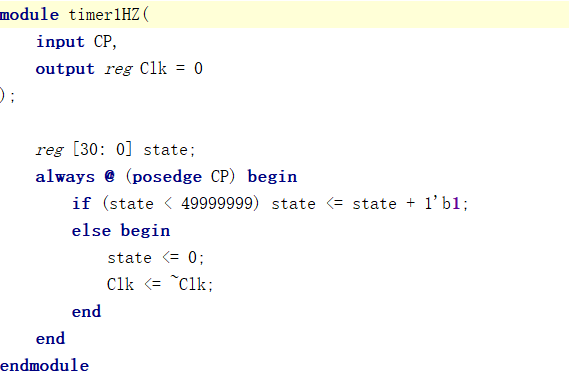 module timer1HZ(
    input CP,
    output reg Clk = 0
);

    reg [30: 0] state;
    always @ (posedge CP) begin
        if (state < 49999999) state <= state + 1'b1;
        else begin
            state <= 0;
            Clk <= ~Clk;
        end
    end
endmodule